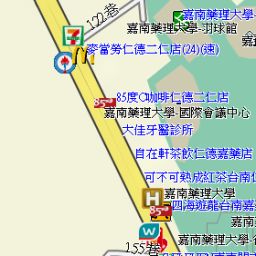 122巷
嘉南藥理大學
嘉南藥理大學-羽球館
7
麥當勞仁德二仁店(24)(速)
85度C咖啡仁德二仁店
嘉南藥理大學-國際會議中心
大佳牙醫診所
自在軒茶飲仁德嘉藥店
可不可熟成紅茶台南仁
H 嘉南藥理大學
四海遊龍台南嘉
W 嘉南藥理大學-
155巷